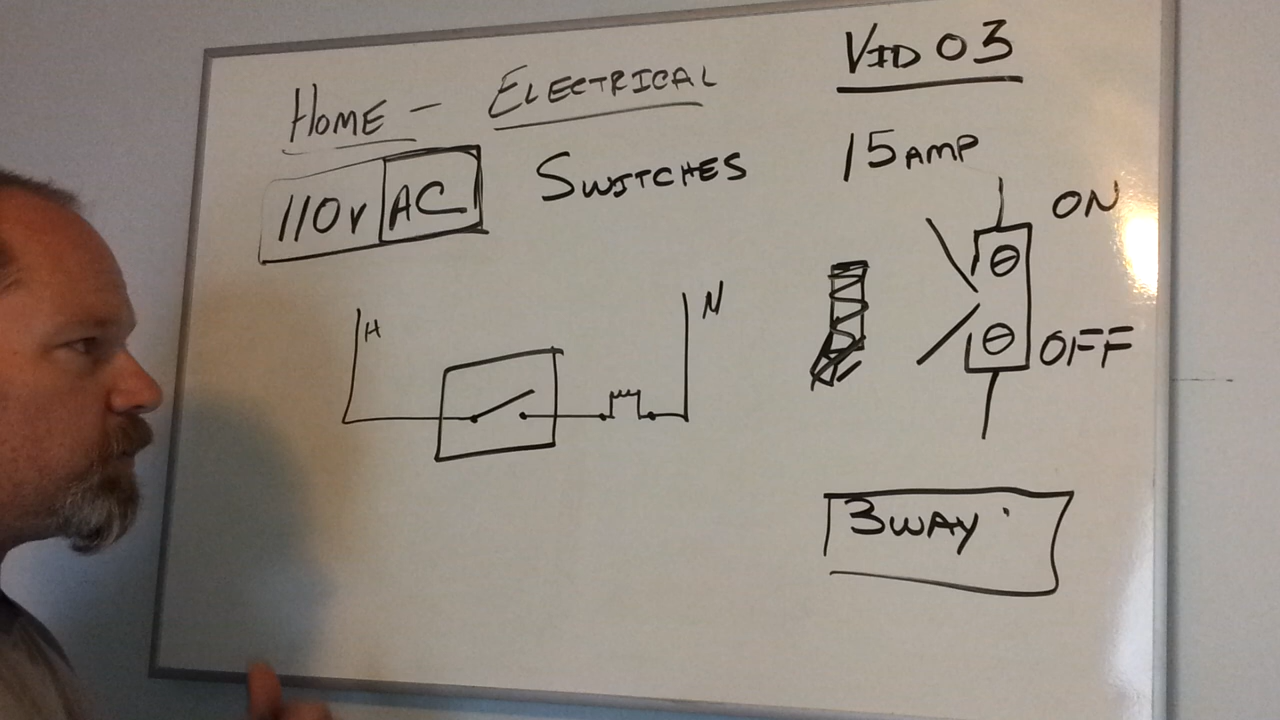 VID 03
HOME - ELECTRICAL
110V AC SWITCHES
15 AMP
ON
H
N
OFF
3WAY